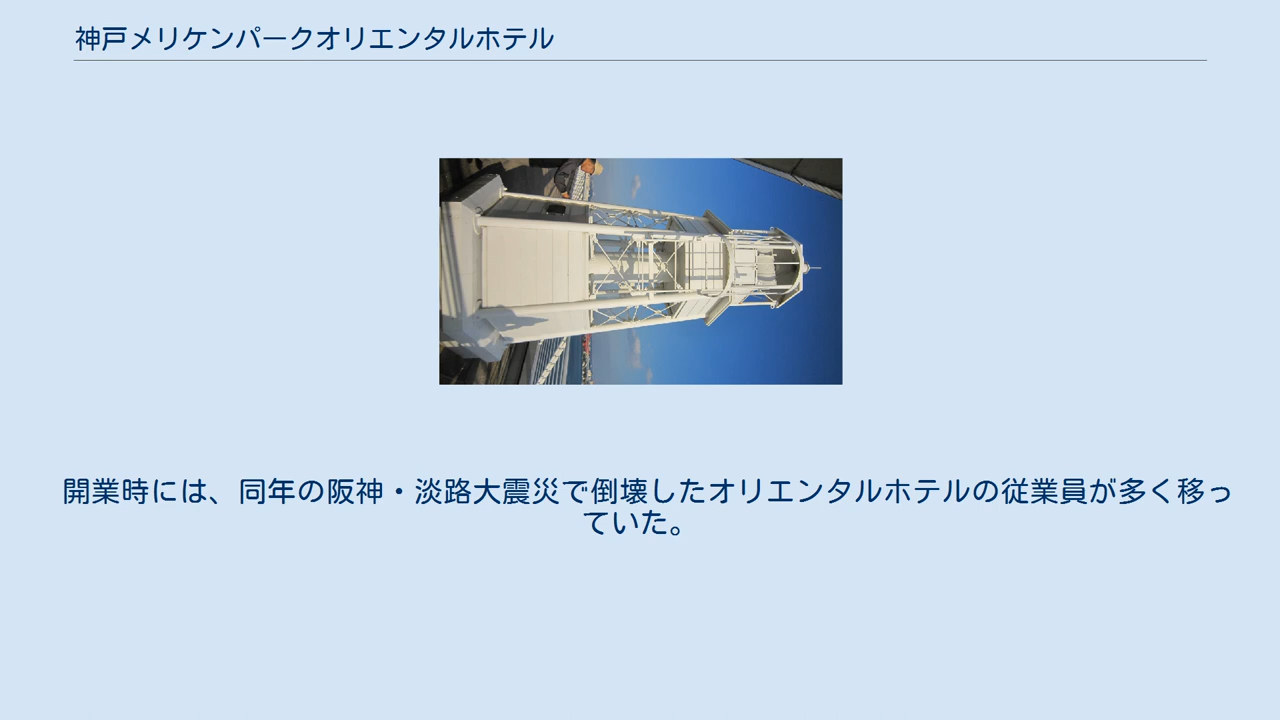 神戸メリケンパークオリエンタルホテル
開業時には、同年の阪神・淡路大震災で倒壊したオリエンタルホテルの従業員が多く移っ
ていた。